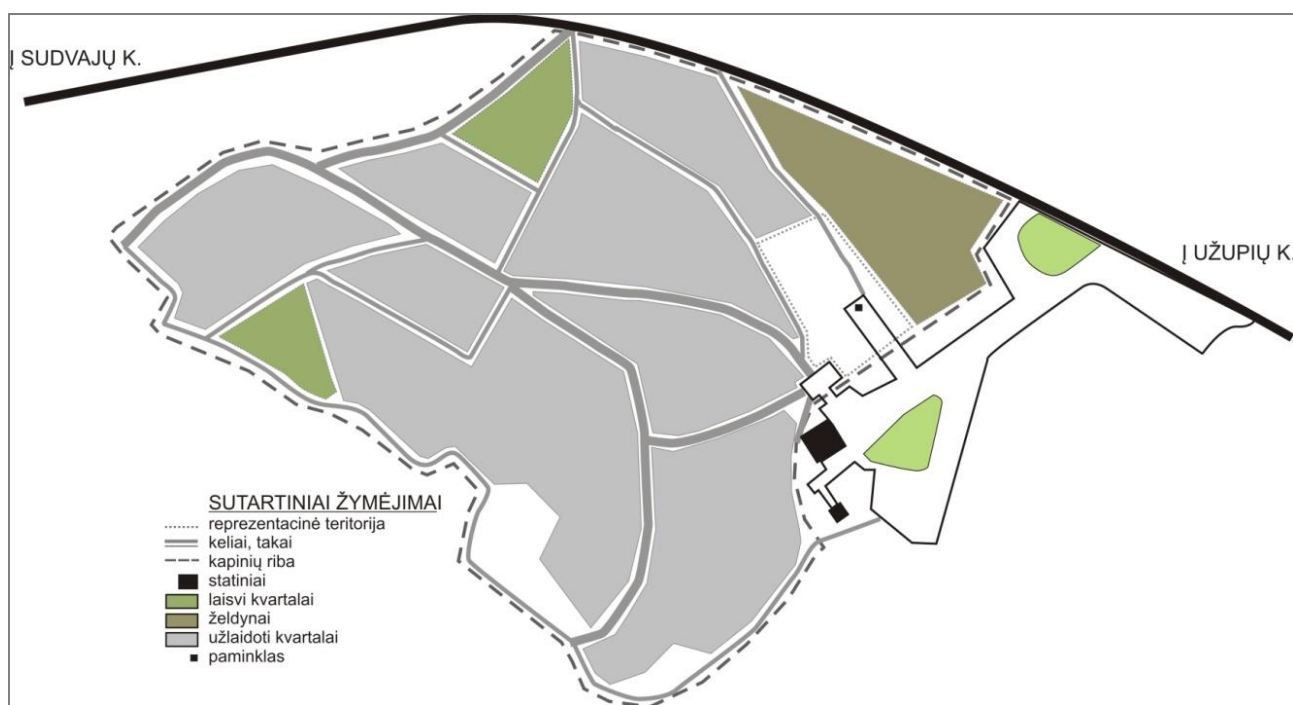 Į SUDVAJŲ K.
Į UŽUPIŲ K.
SUTARTINIAI ŽYMĖJIMAI
reprezentacinė teritorija
keliai, takai
kapinių riba
statiniai
laisvi kvartalai
želdynai
užlaidoti kvartalai
paminklas